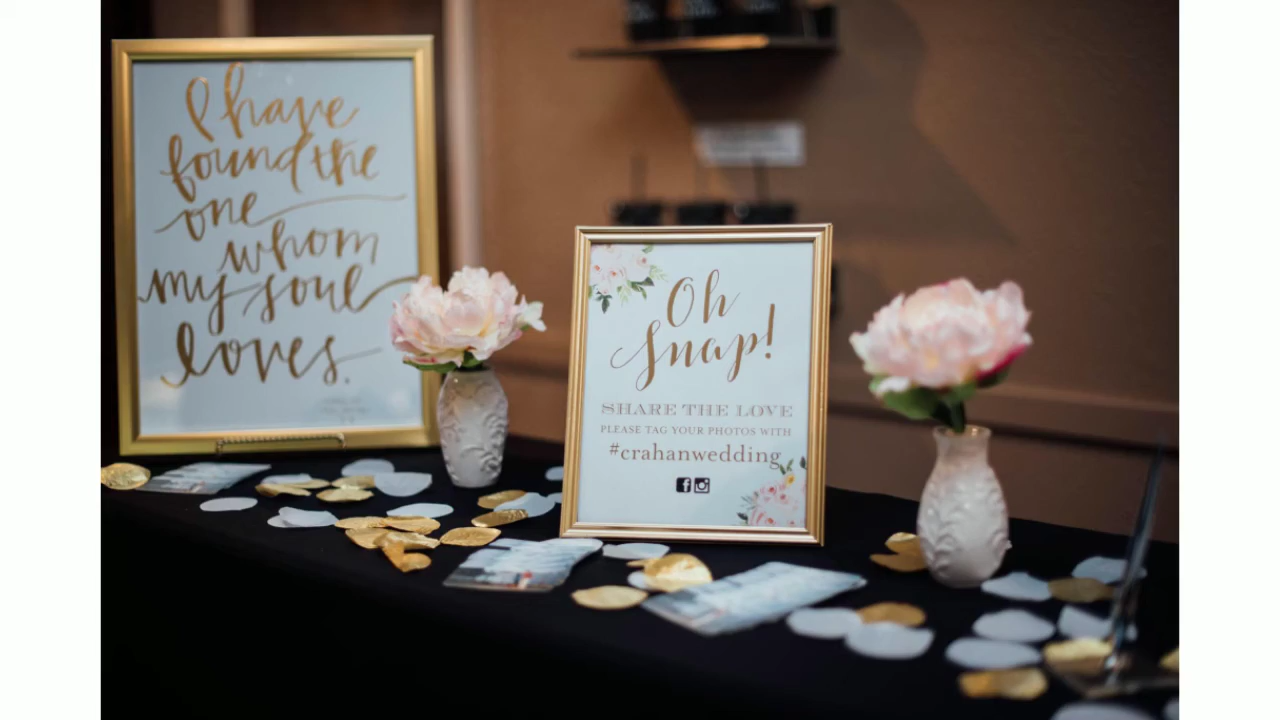 I have
found the
one
whom
my soul
loves.
Oh
Snap!
SHARE THE LOVE
PLEASE TAG YOUR PHOTOS WITH
#crahanwedding